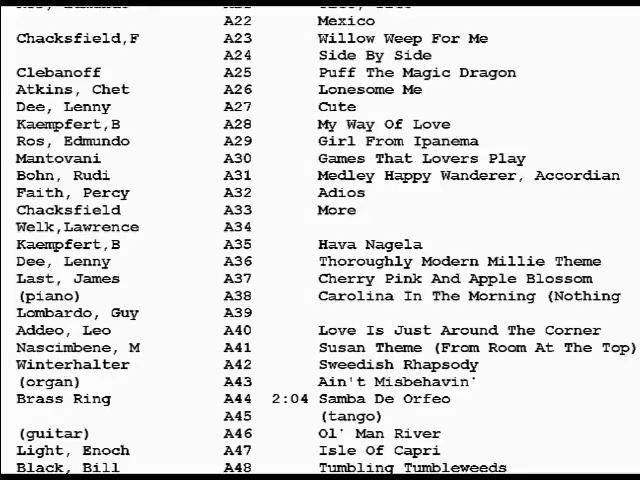 A22 Mexico
Chacksfield,F A23 Willow Weep For Me
A24 Side By Side
Clebanoff A25 Puff The Magic Dragon
Atkins, Chet A26 Lonesome Me
Dee, Lenny A27 Cute
Kaempfert,B A28 My Way Of Love
Ros, Edmundo A29 Girl From Ipanema
Mantovani A30 Games That Lovers Play
Bohn, Rudi A31 Medley Happy Wanderer, Accordian
Faith, Percy A32 Adios
Chacksfield A33 More
Welk,Lawrence A34
Kaempfert,B A35 Hava Nagela
Dee, Lenny A36 Thoroughly Modern Millie Theme
Last, James A37 Cherry Pink And Apple Blossom
(piano) A38 Carolina In The Morning (Nothing
Lombardo, Guy A39
Addeo, Leo A40 Love Is Just Around The Corner
Nascimbene, M A41 Susan Theme (From Room At The Top)
Winterhalter A42 Swedish Rhapsody
(organ) A43 Ain't Misbehavin'
Brass Ring A44 2:04 Samba De Orfeo
A45 (tango)
(guitar) A46 Ol' Man River
Light, Enoch A47 Isle Of Capri
Black, Bill A48 Tumbling Tumbleweeds